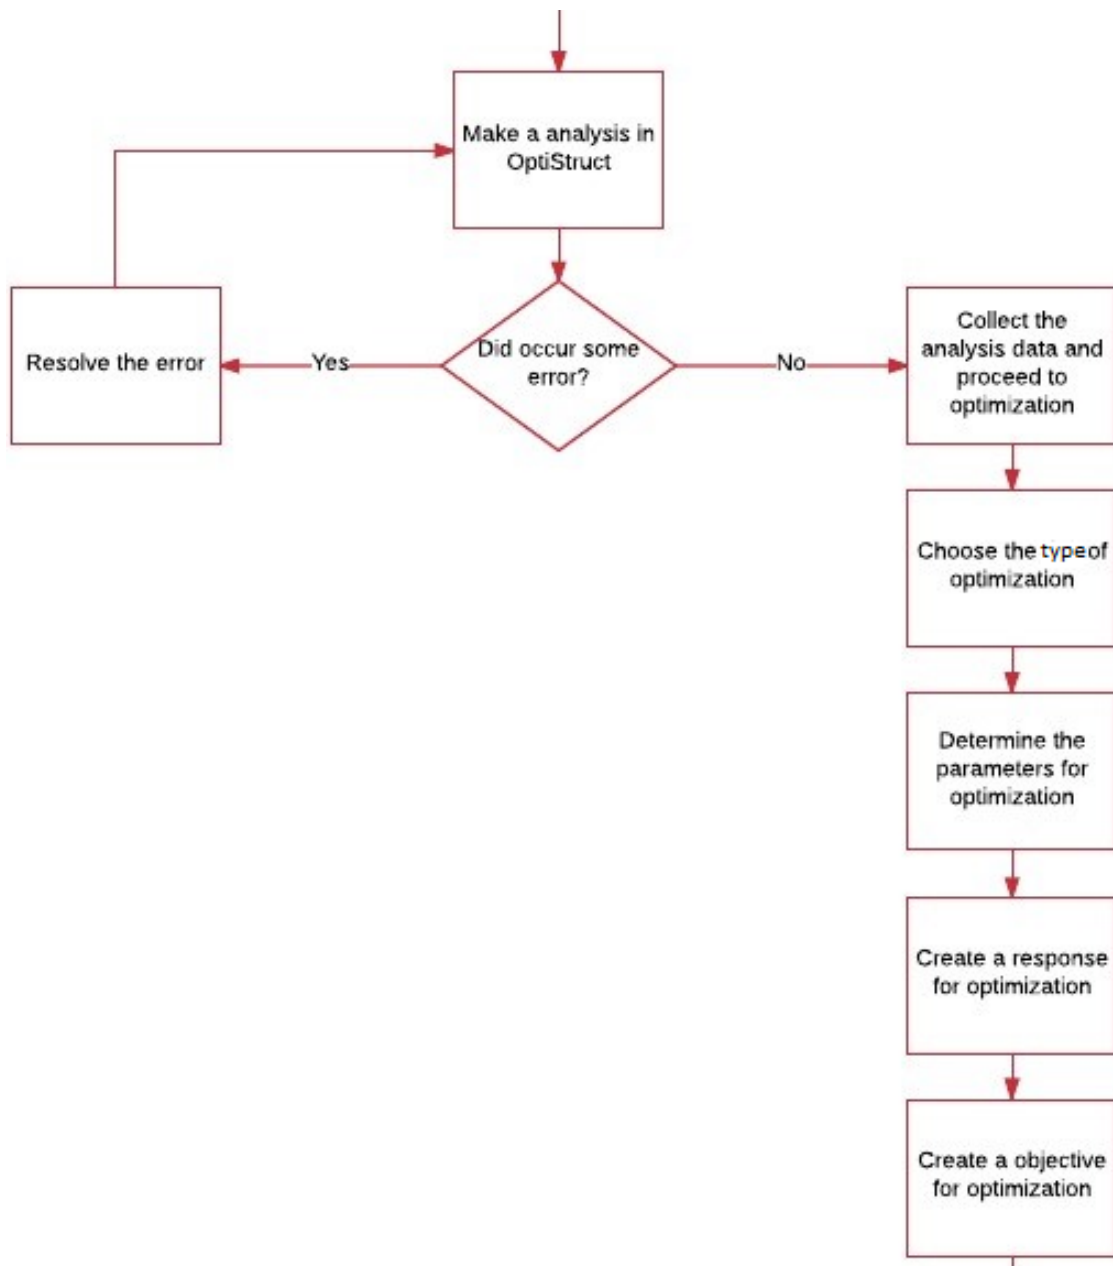 Make a analysis in
OptiStruct
Resolve the error
Yes
Did occur some
error?
No
Collect the
analysis data and
proceed to
optimization
Choose the type of
optimization
Determine the
parameters for
optimization
Create a response
for optimization
Create a objective
for optimization